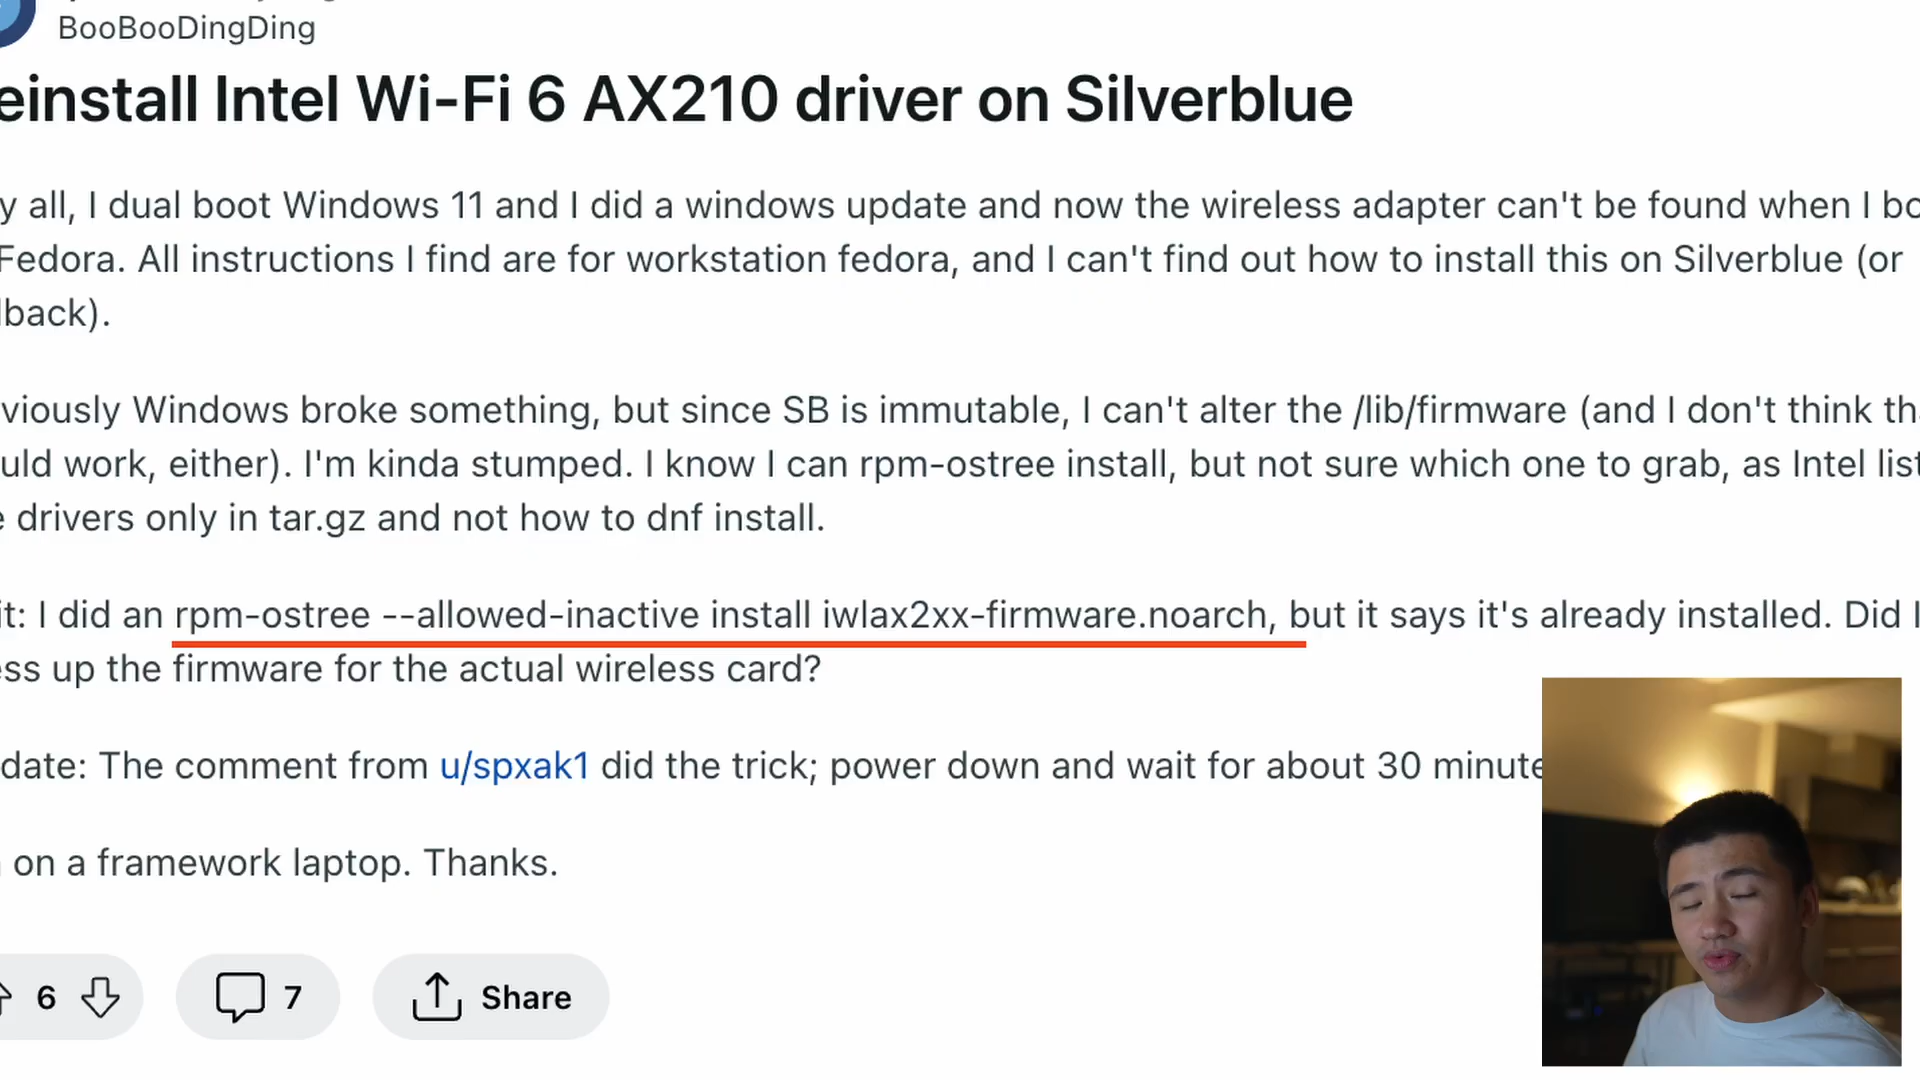 BooBooDingDing
einstall Intel Wi-Fi 6 AX210 driver on Silverblue
y all, I dual boot Windows 11 and I did a windows update and now the wireless adapter can't be found when I bo
Fedora. All instructions I find are for workstation fedora, and I can't find out how to install this on Silverblue (or
lback).
viously Windows broke something, but since SB is immutable, I can't alter the /lib/firmware (and I don't think tha
uld work, either). I'm kinda stumped. I know I can rpm-ostree install, but not sure which one to grab, as Intel list
e drivers only in tar.gz and not how to dnf install.
it: I did an rpm-ostree --allowed-inactive install iwlax2xx-firmware.noarch, but it says it's already installed. Did I
ess up the firmware for the actual wireless card?
date: The comment from u/spxak1 did the trick; power down and wait for about 30 minute
on a framework laptop. Thanks.
6 7 Share